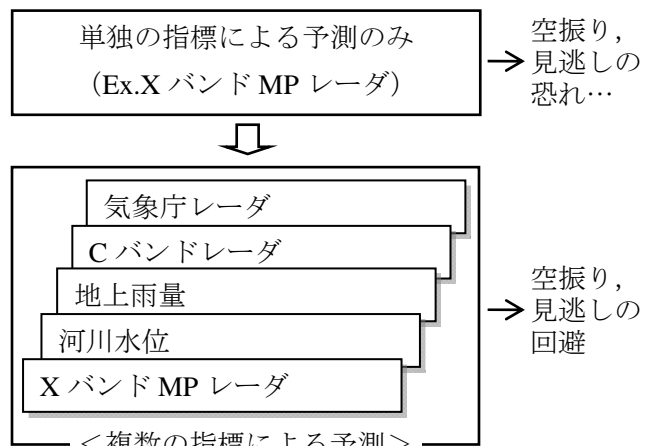 単独の指標による予測のみ
(Ex.X バンド MP レーダ)
空振り,
見逃しの
恐れ…
気象庁レーダ
C バンドレーダ
地上雨量
河川水位
X バンド MP レーダ
空振り,
見逃しの
回避
＜複数の指標による予測＞